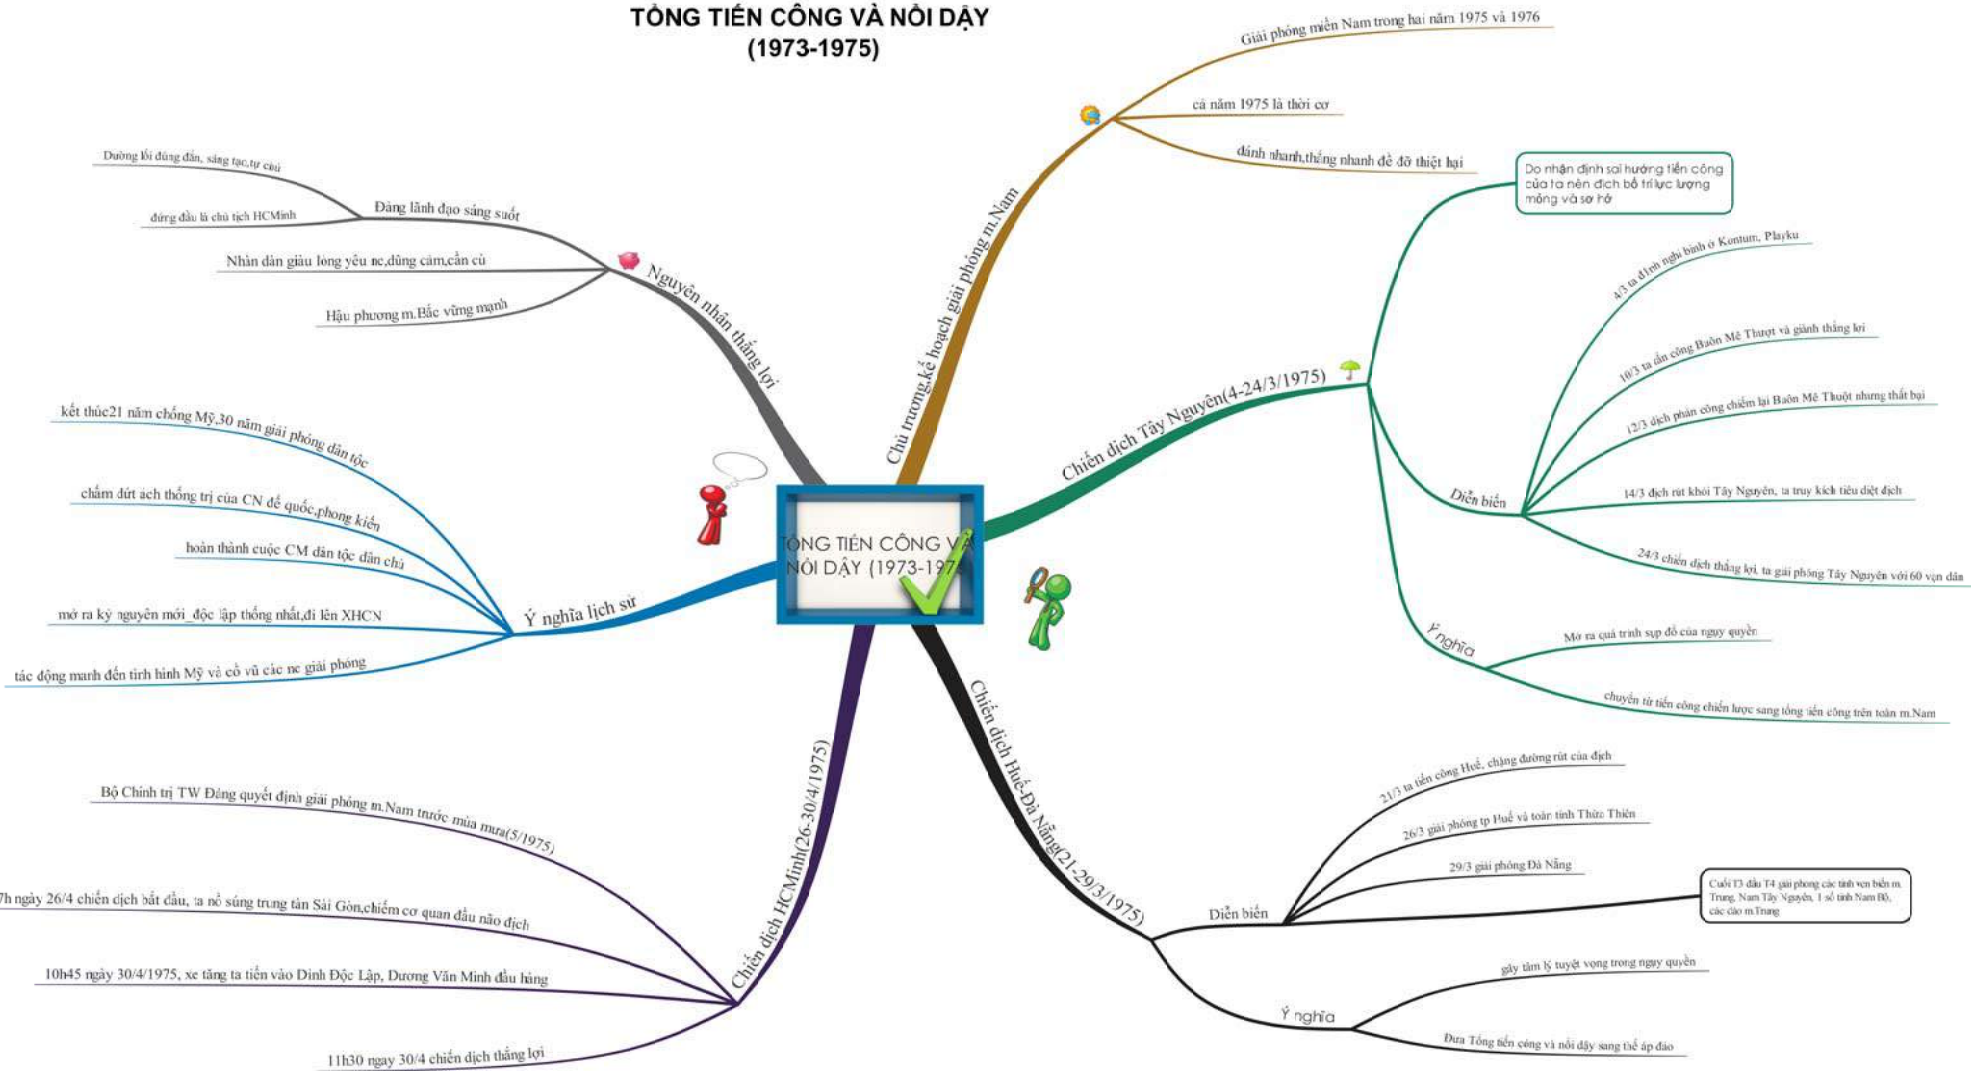 TỔNG TIẾN CÔNG VÀ NỔI DẬY
(1973-1975)
Chủ trương,kế hoạch giải phóng m.Nam
Giải phóng miền Nam trong hai năm 1975 và 1976
cả năm 1975 là thời cơ
đánh nhanh,thắng nhanh để đỡ thiệt hại
Chiến dịch Tây Nguyên(4-24/3/1975)
Do nhận định sai hướng tiến công
của ta nên địch bố trí lực lượng
mỏng và sơ hở
Diễn biến
4/3 ta đánh nghi binh ở Kontum, Playku
10/3 ta tấn công Buôn Mê Thượt và giành thắng lợi
12/3 địch phản công chiếm lại Buôn Mê Thuột nhưng thất bại
14/3 địch rút khỏi Tây Nguyên, ta truy kích tiêu diệt địch
24/3 chiến dịch thắng lợi, ta giải phóng Tây Nguyên với 60 vạn dân
Ý nghĩa
Mở ra quá trình sụp đổ của ngụy quyền
chuyển từ tiến công chiến lược sang tổng tiến công trên toàn m.Nam
Chiến dịch Huế-Đà Nẵng(21-29/3/1975)
Diễn biến
21/3 ta tiến công Huế, chặng đường rút của địch
26/3 giải phóng tp Huế và toàn tỉnh Thừa Thiên
29/3 giải phóng Đà Nẵng
Cuối T3 đầu T4 giải phong các tỉnh ven biển m.
Trung, Nam Tây Nguyên, 1 số tỉnh Nam Bộ,
các đảo m.Trung
Ý nghĩa
gây tâm lý tuyệt vọng trong ngụy quyền
Đưa Tổng tiến công và nổi dậy sang thế áp đảo
Chiến dịch HCMinh(26-30/4/1975)
Bộ Chính trị TW Đảng quyết định giải phóng m.Nam trước mùa mưa(5/1975)
7h ngày 26/4 chiến dịch bắt đầu, ta nổ súng trung tân Sài Gòn,chiếm cơ quan đầu não địch
10h45 ngày 30/4/1975, xe tăng ta tiến vào Dinh Độc Lập, Dương Văn Minh đầu hàng
11h30 ngay 30/4 chiến dịch thắng lợi
Ý nghĩa lịch sử
kết thúc21 năm chống Mỹ,30 năm giải phóng dân tộc
chấm dứt ách thống trị của CN đế quốc,phong kiến
hoàn thành cuộc CM dân tộc dân chủ
mở ra kỷ nguyên mới_độc lập thống nhất,đi lên XHCN
tác động manh đến tình hình Mỹ và cổ vũ các nc giải phóng
Nguyên nhân thắng lợi
Đảng lãnh đạo sáng suốt
Đường lối đúng đắn, sáng tạc,tự chủ
đứng đầu là chủ tịch HCMinh
Nhân dân giàu lòng yêu nc,dũng cảm,cần cù
Hậu phương m.Bắc vững mạnh
TỔNG TIẾN CÔNG VÀ
NỔI DẬY (1973-197